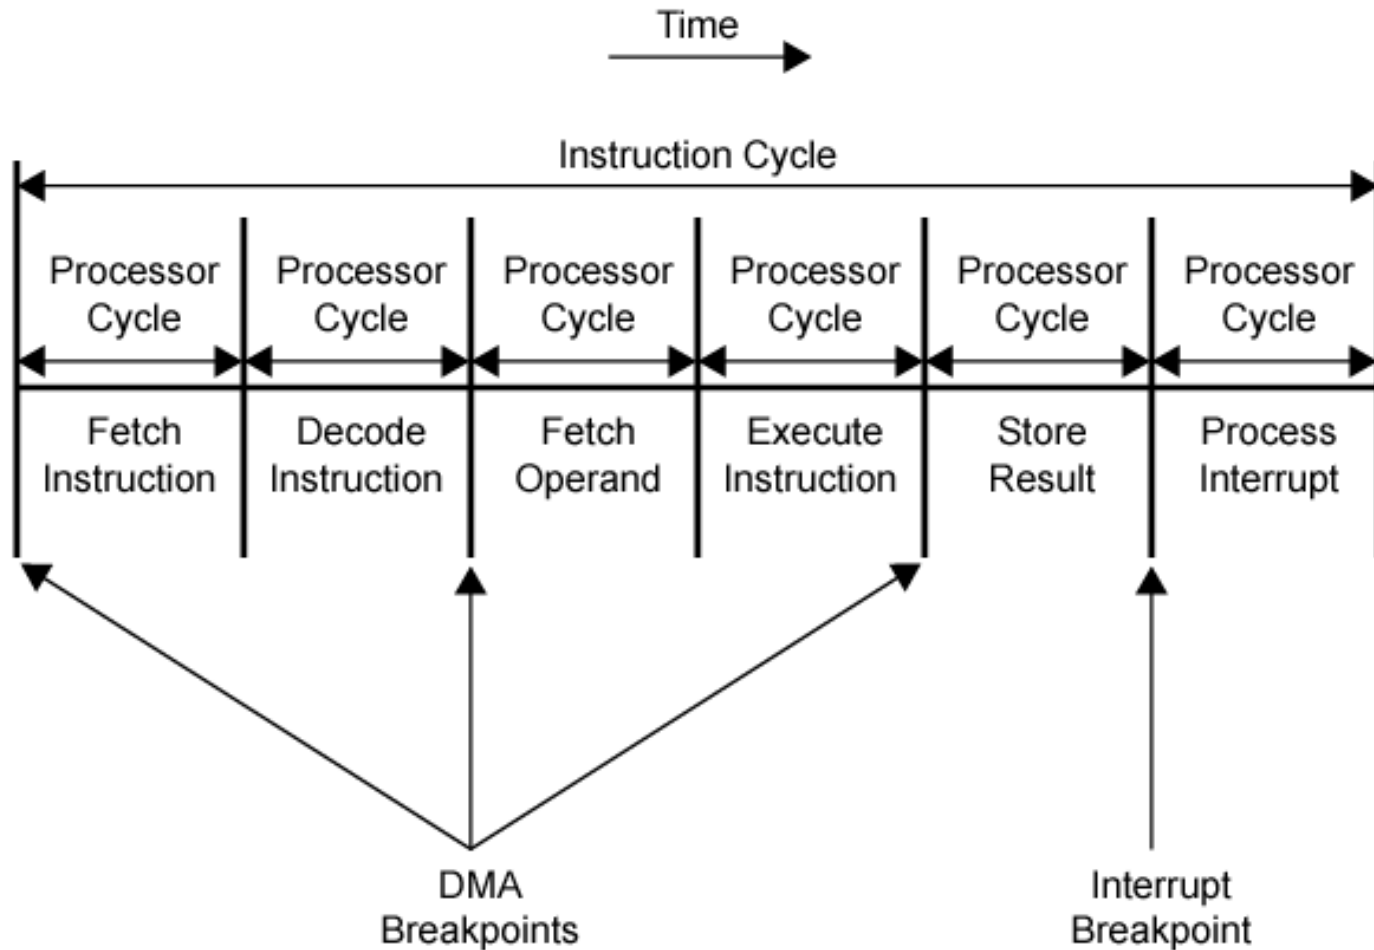 Time
Instruction Cycle
Processor Cycle
Processor Cycle
Processor Cycle
Processor Cycle
Processor Cycle
Processor Cycle
Fetch Instruction
Decode Instruction
Fetch Operand
Execute Instruction
Store Result
Process Interrupt
DMA Breakpoints
Interrupt Breakpoint